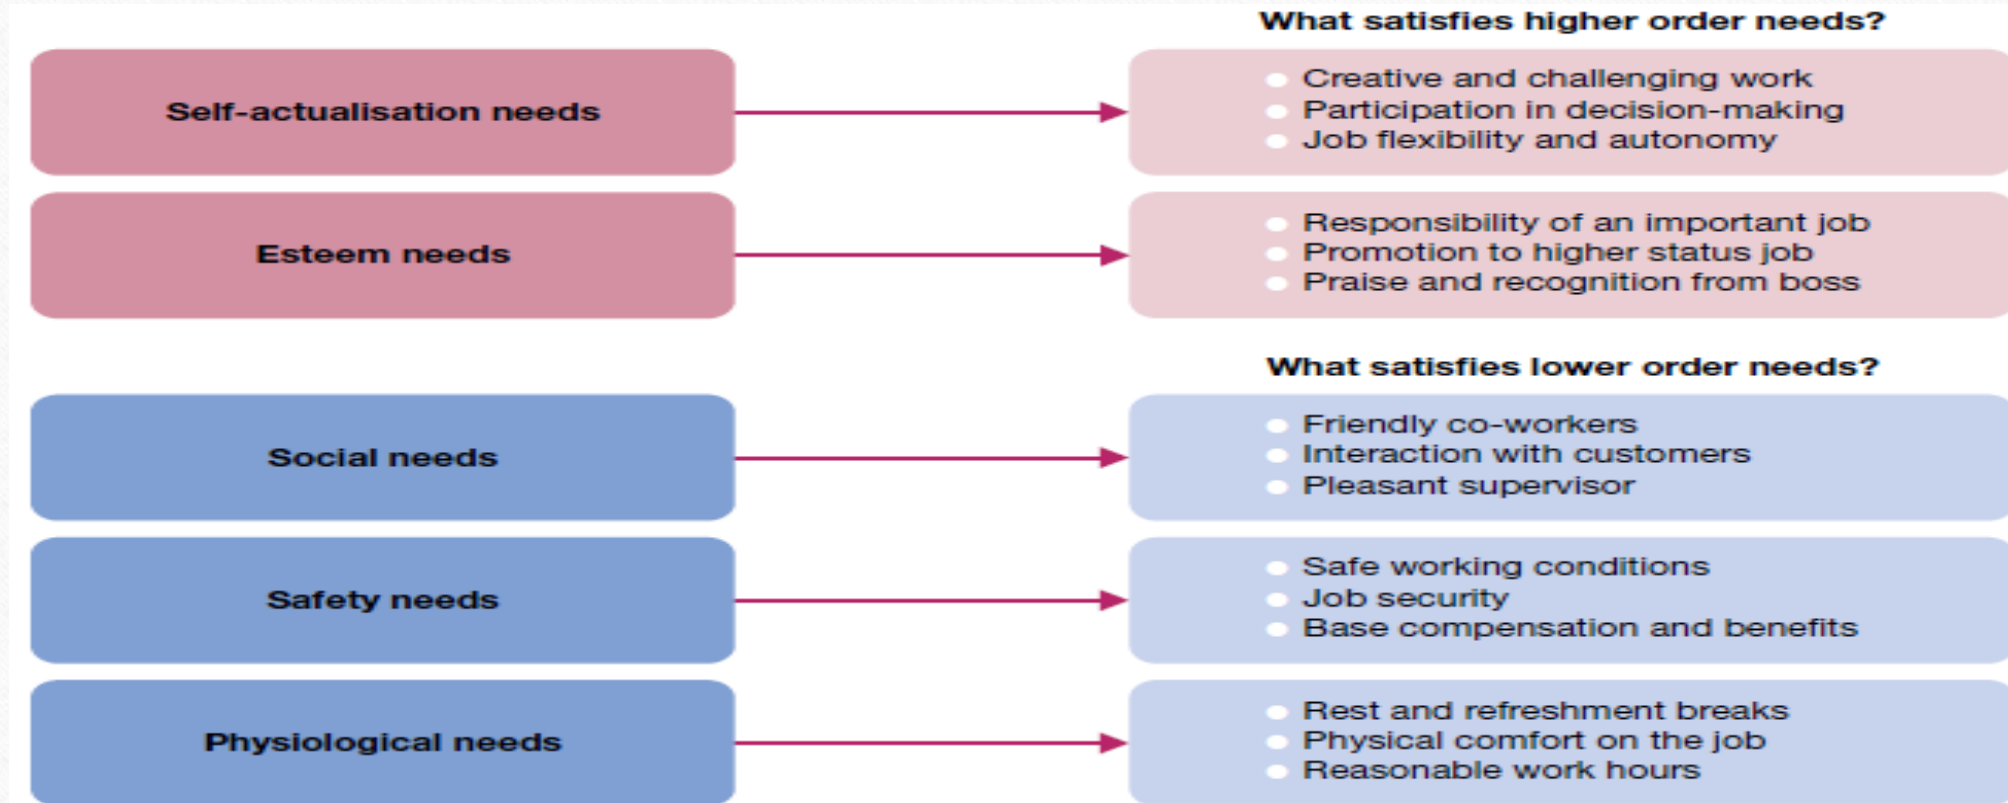 What satisfies higher order needs?
Self-actualisation needs
● Creative and challenging work
● Participation in decision-making
● Job flexibility and autonomy
Esteem needs
● Responsibility of an important job
● Promotion to higher status job
● Praise and recognition from boss
What satisfies lower order needs?
Social needs
● Friendly co-workers
● Interaction with customers
● Pleasant supervisor
Safety needs
● Safe working conditions
● Job security
● Base compensation and benefits
Physiological needs
● Rest and refreshment breaks
● Physical comfort on the job
● Reasonable work hours